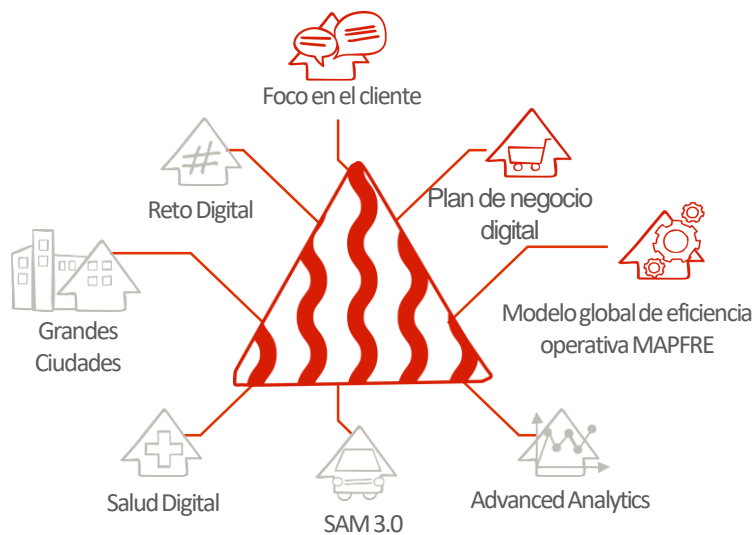 Foco en el cliente
Reto Digital
Plan de negocio
digital
Grandes
Ciudades
Modelo global de eficiencia
operativa MAPFRE
Salud Digital
SAM 3.0
Advanced Analytics